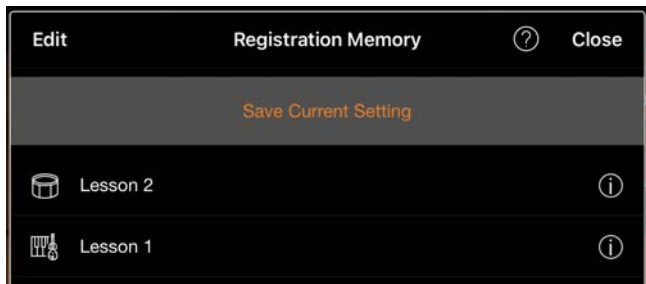 Edit Registration Memory ? Close
Save Current Setting
Lesson 2 i
Lesson 1 i